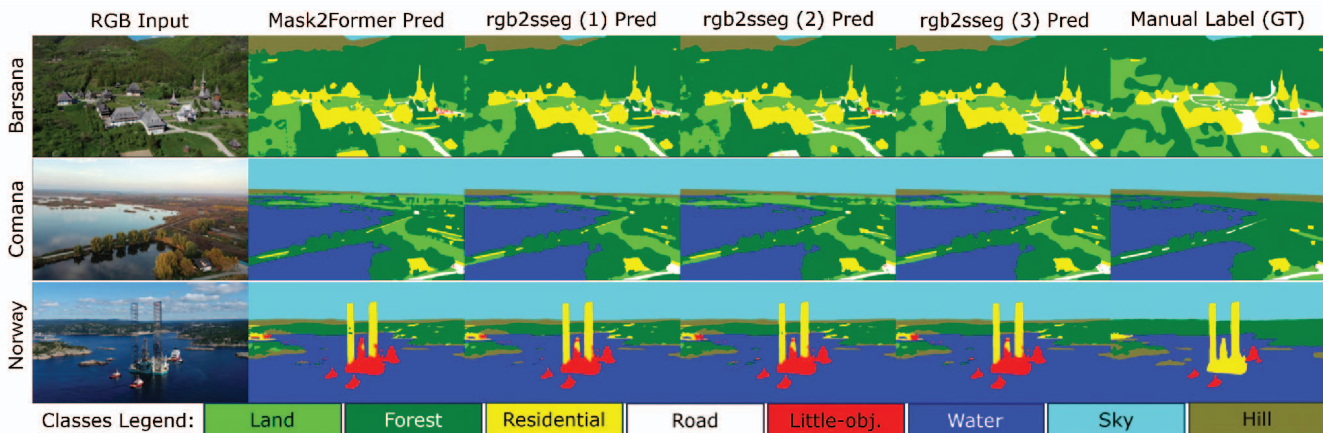 RGB Input Mask2Former Pred rgb2sseg (1) Pred rgb2sseg (2) Pred rgb2sseg (3) Pred Manual Label (GT)
Barsana
Comana
Norway
Classes Legend: Land Forest Residential Road Little-obj. Water Sky Hill